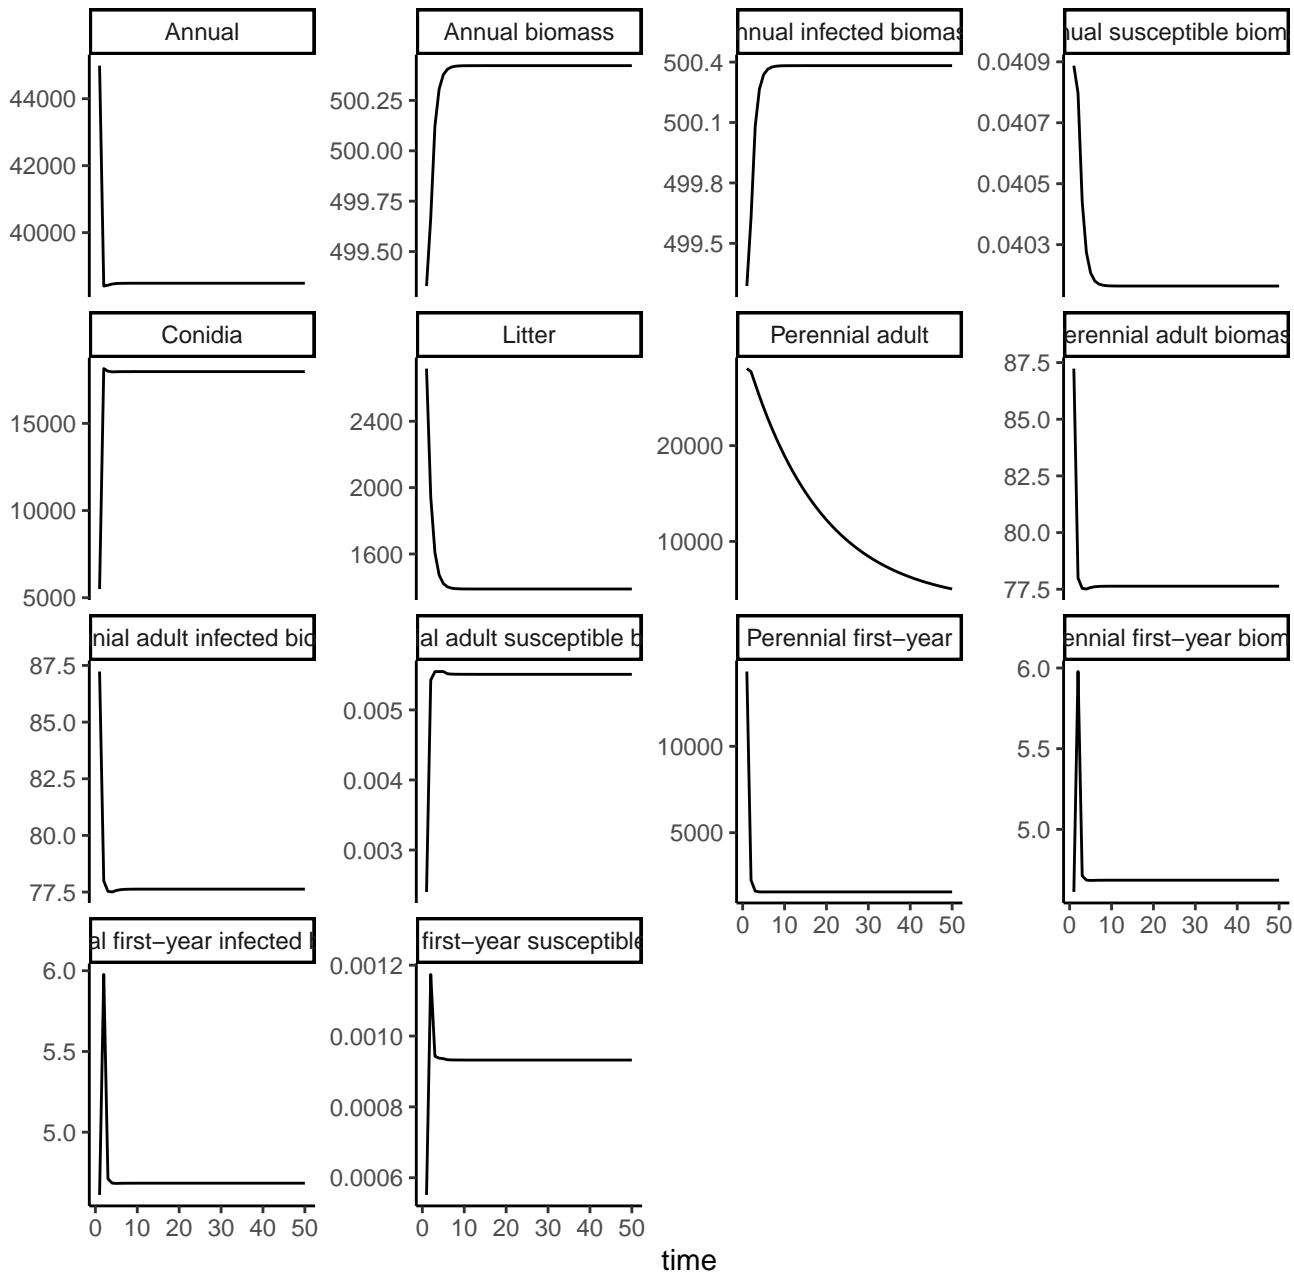 Annual
44000
42000
40000
Annual biomass
500.25
500.00
499.75
499.50
nnual infected biomas
500.4
500.1
499.8
499.5
nual susceptible biom
0.0409
0.0407
0.0405
0.0403
Conidia
15000
10000
5000
Litter
2400
2000
1600
Perennial adult
20000
10000
erennial adult biomas
87.5
85.0
82.5
80.0
77.5
nial adult infected bio
87.5
85.0
82.5
80.0
77.5
al adult susceptible b
0.005
0.004
0.003
Perennial first−year
10000
5000
0 10 20 30 40 50
ennial first−year biom
6.0
5.5
5.0
0 10 20 30 40 50
al first−year infected b
6.0
5.5
5.0
0 10 20 30 40 50
first−year susceptible
0.0012
0.0010
0.0008
0.0006
0 10 20 30 40 50
time